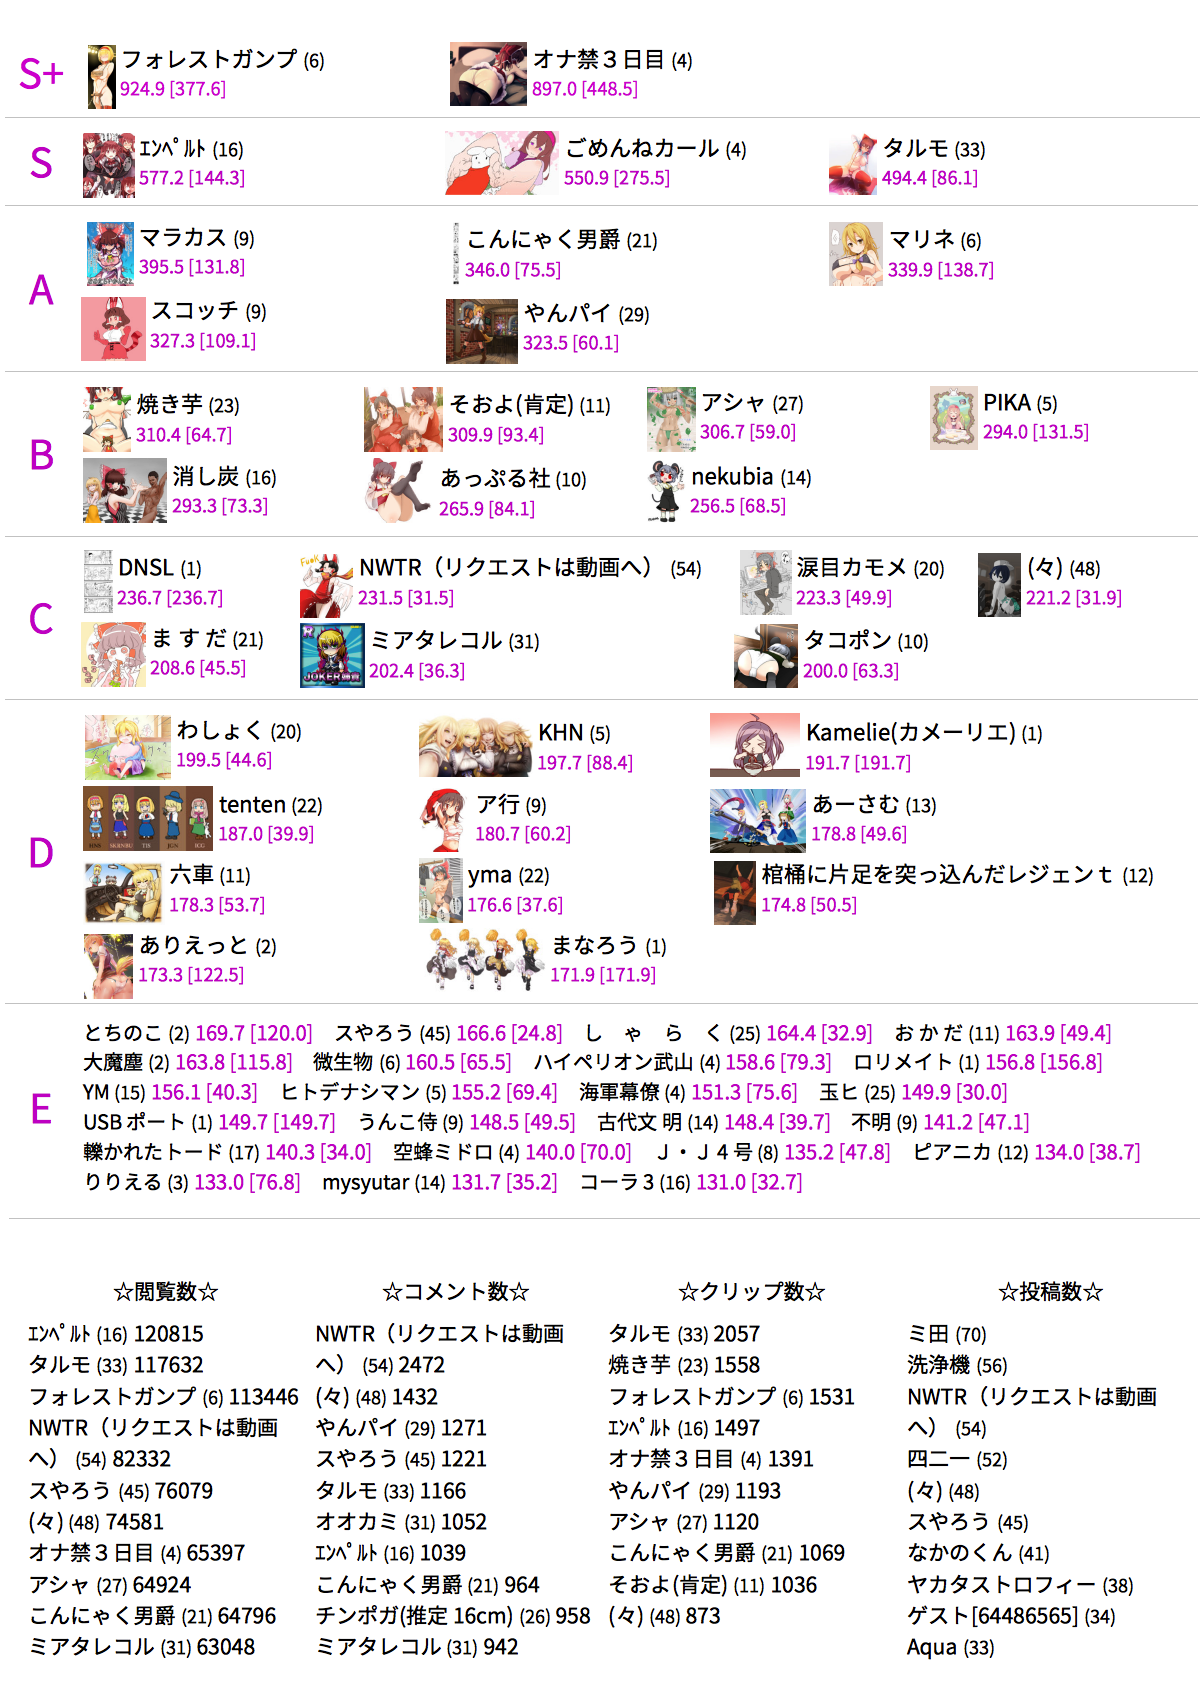 S+
フォレストガンプ (6)
924.9 [377.6]
オナ禁３日目 (4)
897.0 [448.5]
S
ｴﾝﾍﾟﾙﾄ (16)
577.2 [144.3]
ごめんねカール (4)
550.9 [275.5]
タルモ (33)
494.4 [86.1]
A
マラカス (9)
395.5 [131.8]
こんにゃく男爵 (21)
346.0 [75.5]
マリネ (6)
339.9 [138.7]
スコッチ (9)
327.3 [109.1]
やんパイ (29)
323.5 [60.1]
B
焼き芋 (23)
310.4 [64.7]
そおよ(肯定) (11)
309.9 [93.4]
アシャ (27)
306.7 [59.0]
PIKA (5)
294.0 [131.5]
消し炭 (16)
293.3 [73.3]
あっぷる社 (10)
265.9 [84.1]
nekubia (14)
256.5 [68.5]
C
DNSL (1)
236.7 [236.7]
NWTR（リクエストは動画へ） (54)
231.5 [31.5]
涙目カモメ (20)
223.3 [49.9]
(々) (48)
221.2 [31.9]
ま す だ (21)
208.6 [45.5]
JOKER
ミアタレコル (31)
202.4 [36.3]
タコポン (10)
200.0 [63.3]
D
わしょく (20)
199.5 [44.6]
KHN (5)
197.7 [88.4]
Kamelie(カメーリエ) (1)
191.7 [191.7]
tenten (22)
187.0 [39.9]
ア行 (9)
180.7 [60.2]
あーさむ (13)
178.8 [49.6]
六車 (11)
178.3 [53.7]
yma (22)
176.6 [37.6]
棺桶に片足を突っ込んだレジェンｔ (12)
174.8 [50.5]
ありえっと (2)
173.3 [122.5]
まなろう (1)
171.9 [171.9]
E
とちのこ (2) 169.7 [120.0] スやろう (45) 166.6 [24.8] し　ゃ　ら　く (25) 164.4 [32.9] お か だ (11) 163.9 [49.4]
大魔塵 (2) 163.8 [115.8] 微生物 (6) 160.5 [65.5] ハイペリオン武山 (4) 158.6 [79.3] ロリメイト (1) 156.8 [156.8]
YM (15) 156.1 [40.3] ヒトデナシマン (5) 155.2 [69.4] 海軍幕僚 (4) 151.3 [75.6] 玉ヒ (25) 149.9 [30.0]
USB ポート (1) 149.7 [149.7] うんこ侍 (9) 148.5 [49.5] 古代文 明 (14) 148.4 [39.7] 不明 (9) 141.2 [47.1]
轢かれたトード (17) 140.3 [34.0] 空蜂ミドロ (4) 140.0 [70.0] Ｊ・Ｊ４号 (8) 135.2 [47.8] ピアニカ (12) 134.0 [38.7]
りりえる (3) 133.0 [76.8] mysyutar (14) 131.7 [35.2] コーラ３ (16) 131.0 [32.7]
☆閲覧数☆
ｴﾝﾍﾟﾙﾄ (16) 120815
タルモ (33) 117632
フォレストガンプ (6) 113446
NWTR（リクエストは動画
へ） (54) 82332
スやろう (45) 76079
(々) (48) 74581
オナ禁３日目 (4) 65397
アシャ (27) 64924
こんにゃく男爵 (21) 64796
ミアタレコル (31) 63048
☆コメント数☆
NWTR（リクエストは動画
へ） (54) 2472
(々) (48) 1432
やんパイ (29) 1271
スやろう (45) 1221
タルモ (33) 1166
オオカミ (31) 1052
ｴﾝﾍﾟﾙﾄ (16) 1039
こんにゃく男爵 (21) 964
チンポガ(推定 16cm) (26) 958
ミアタレコル (31) 942
☆クリップ数☆
タルモ (33) 2057
焼き芋 (23) 1558
フォレストガンプ (6) 1531
ｴﾝﾍﾟﾙﾄ (16) 1497
オナ禁３日目 (4) 1391
やんパイ (29) 1193
アシャ (27) 1120
こんにゃく男爵 (21) 1069
そおよ(肯定) (11) 1036
(々) (48) 873
☆投稿数☆
ミ田 (70)
洗浄機 (56)
NWTR（リクエストは動画
へ） (54)
四二一 (52)
(々) (48)
スやろう (45)
なかのくん (41)
ヤカタストロフィー (38)
ゲスト[64486565] (34)
Aqua (33)